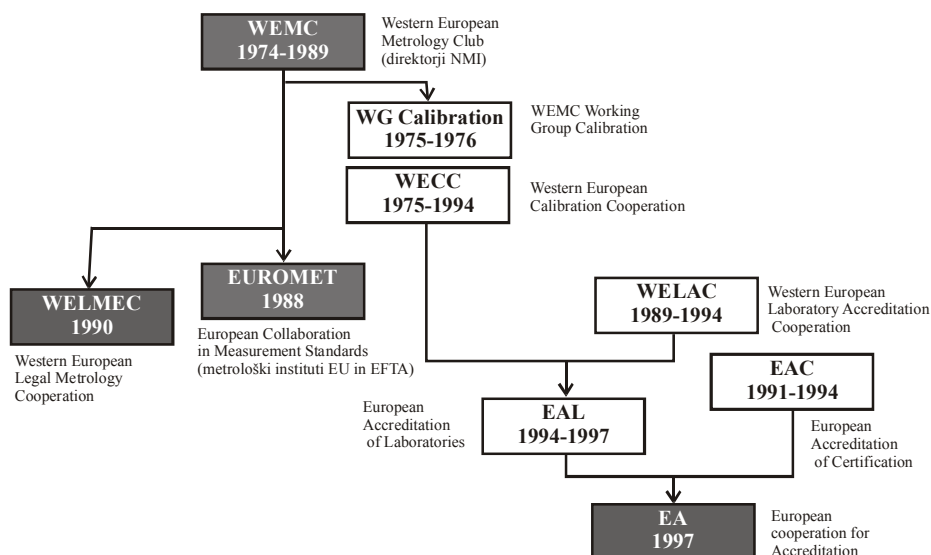 WEMC
1974-1989
Western European
Metrology Club
(direktorji NMI)
WG Calibration
1975-1976
WEMC Working
Group Calibration
WECC
1975-1994
Western European
Calibration Cooperation
EUROMET
1988
WELMEC
1990
WELAC
1989-1994
Western European
Laboratory Accreditation
Cooperation
European Collaboration
in Measurement Standards
(metrološki instituti EU in EFTA)
Western European
Legal Metrology
Cooperation
EAC
1991-1994
European
Accreditation
of Laboratories
EAL
1994-1997
European
Accreditation
of Certification
EA
1997
European
cooperation for
Accreditation